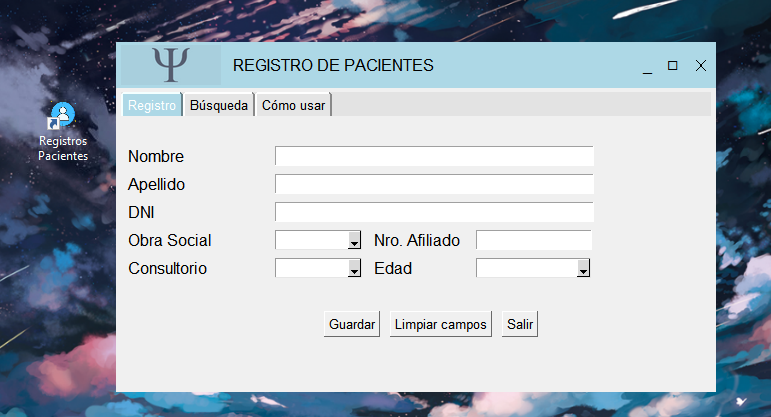 Ψ REGISTRO DE PACIENTES
Registro Búsqueda Cómo usar
Registros
Pacientes
Nombre
Apellido
DNI
Obra Social Nro. Afiliado
Consultorio Edad
Guardar Limpiar campos Salir